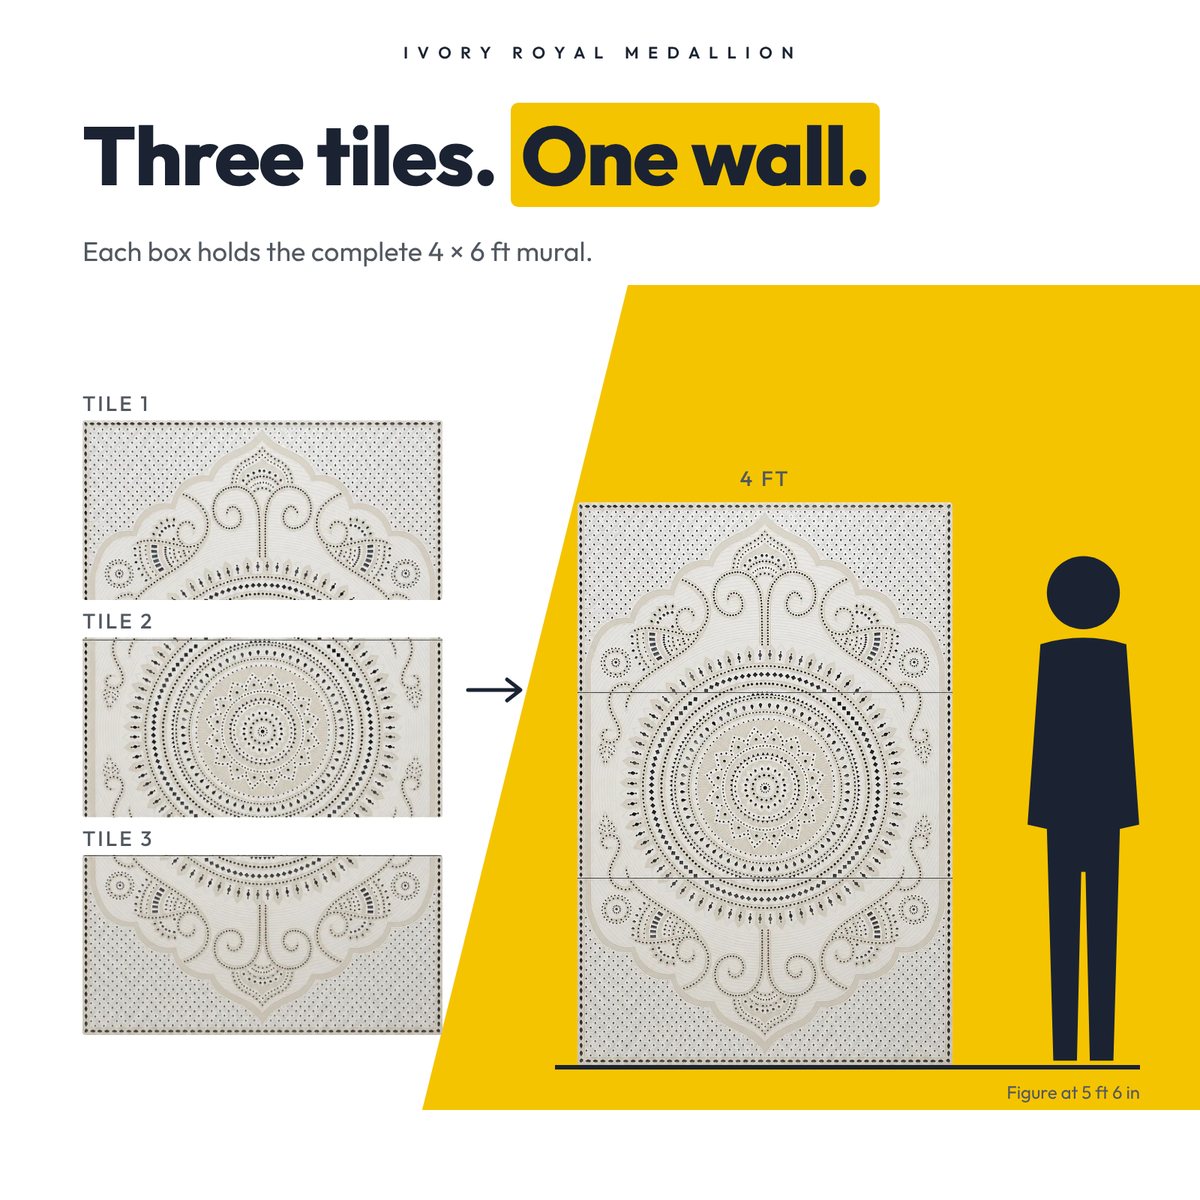 IVORY ROYAL MEDALLION
Three tiles. One wall.
Each box holds the complete 4 × 6 ft mural.
TILE 1
TILE 2
TILE 3
4 FT
Figure at 5 ft 6 in